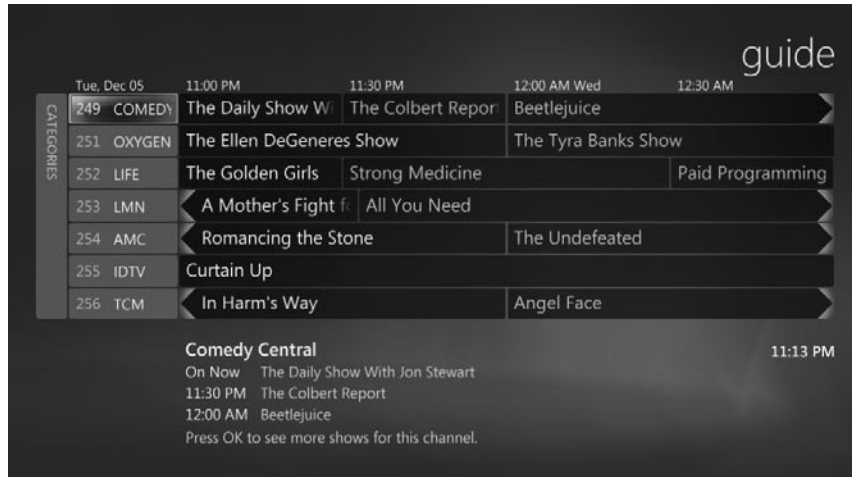 guide
Tue, Dec 05 11:00 PM 11:30 PM 12:00 AM Wed 12:30 AM
CATEGORIES
249 COMEDY The Daily Show Wi The Colbert Repor Beetlejuice
251 OXYGEN The Ellen DeGeneres Show The Tyra Banks Show
252 LIFE The Golden Girls Strong Medicine Paid Programming
253 LMN A Mother's Fight fo All You Need
254 AMC Romancing the Stone The Undefeated
255 IDTV Curtain Up
256 TCM In Harm's Way Angel Face
Comedy Central 11:13 PM
On Now The Daily Show With Jon Stewart
11:30 PM The Colbert Report
12:00 AM Beetlejuice
Press OK to see more shows for this channel.